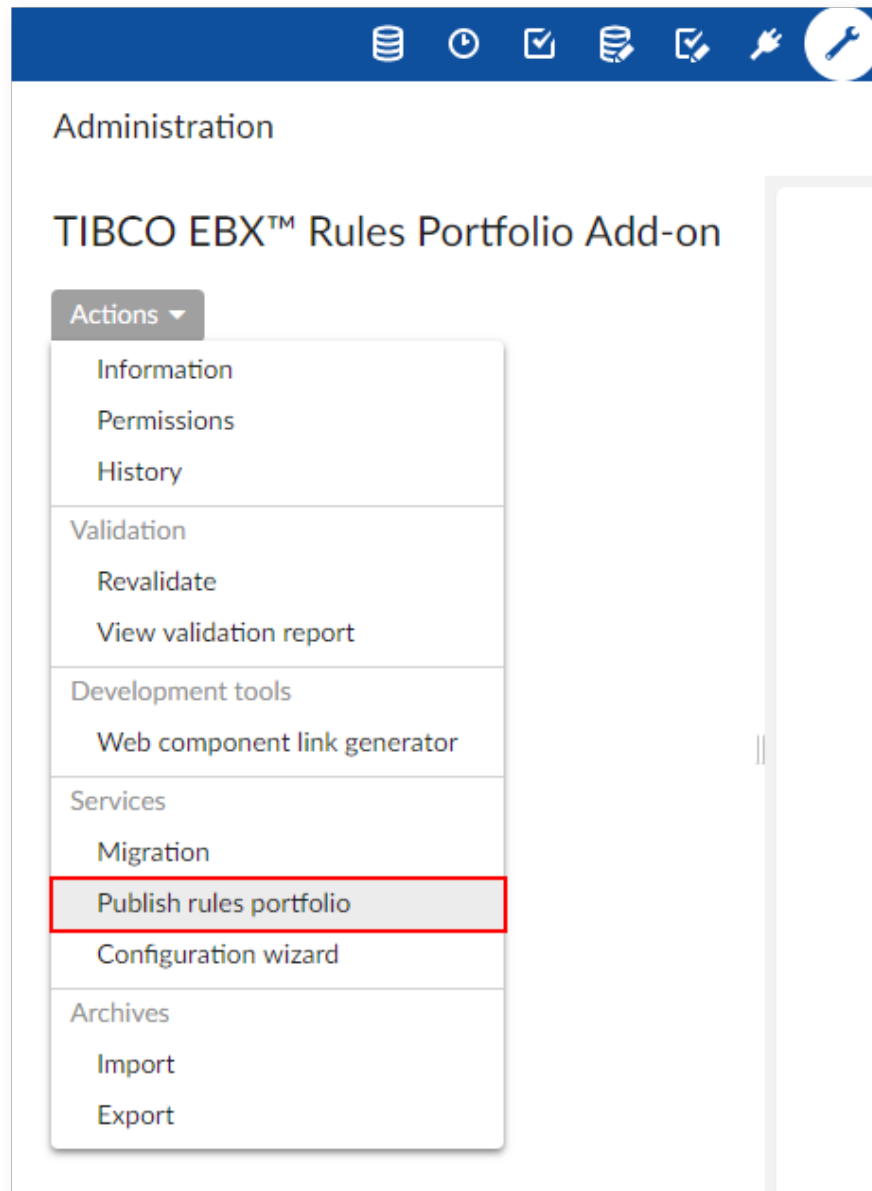 Administration
TIBCO EBX™ Rules Portfolio Add-on
Actions
Information
Permissions
History
Validation
Revalidate
View validation report
Development tools
Web component link generator
Services
Migration
Publish rules portfolio
Configuration wizard
Archives
Import
Export